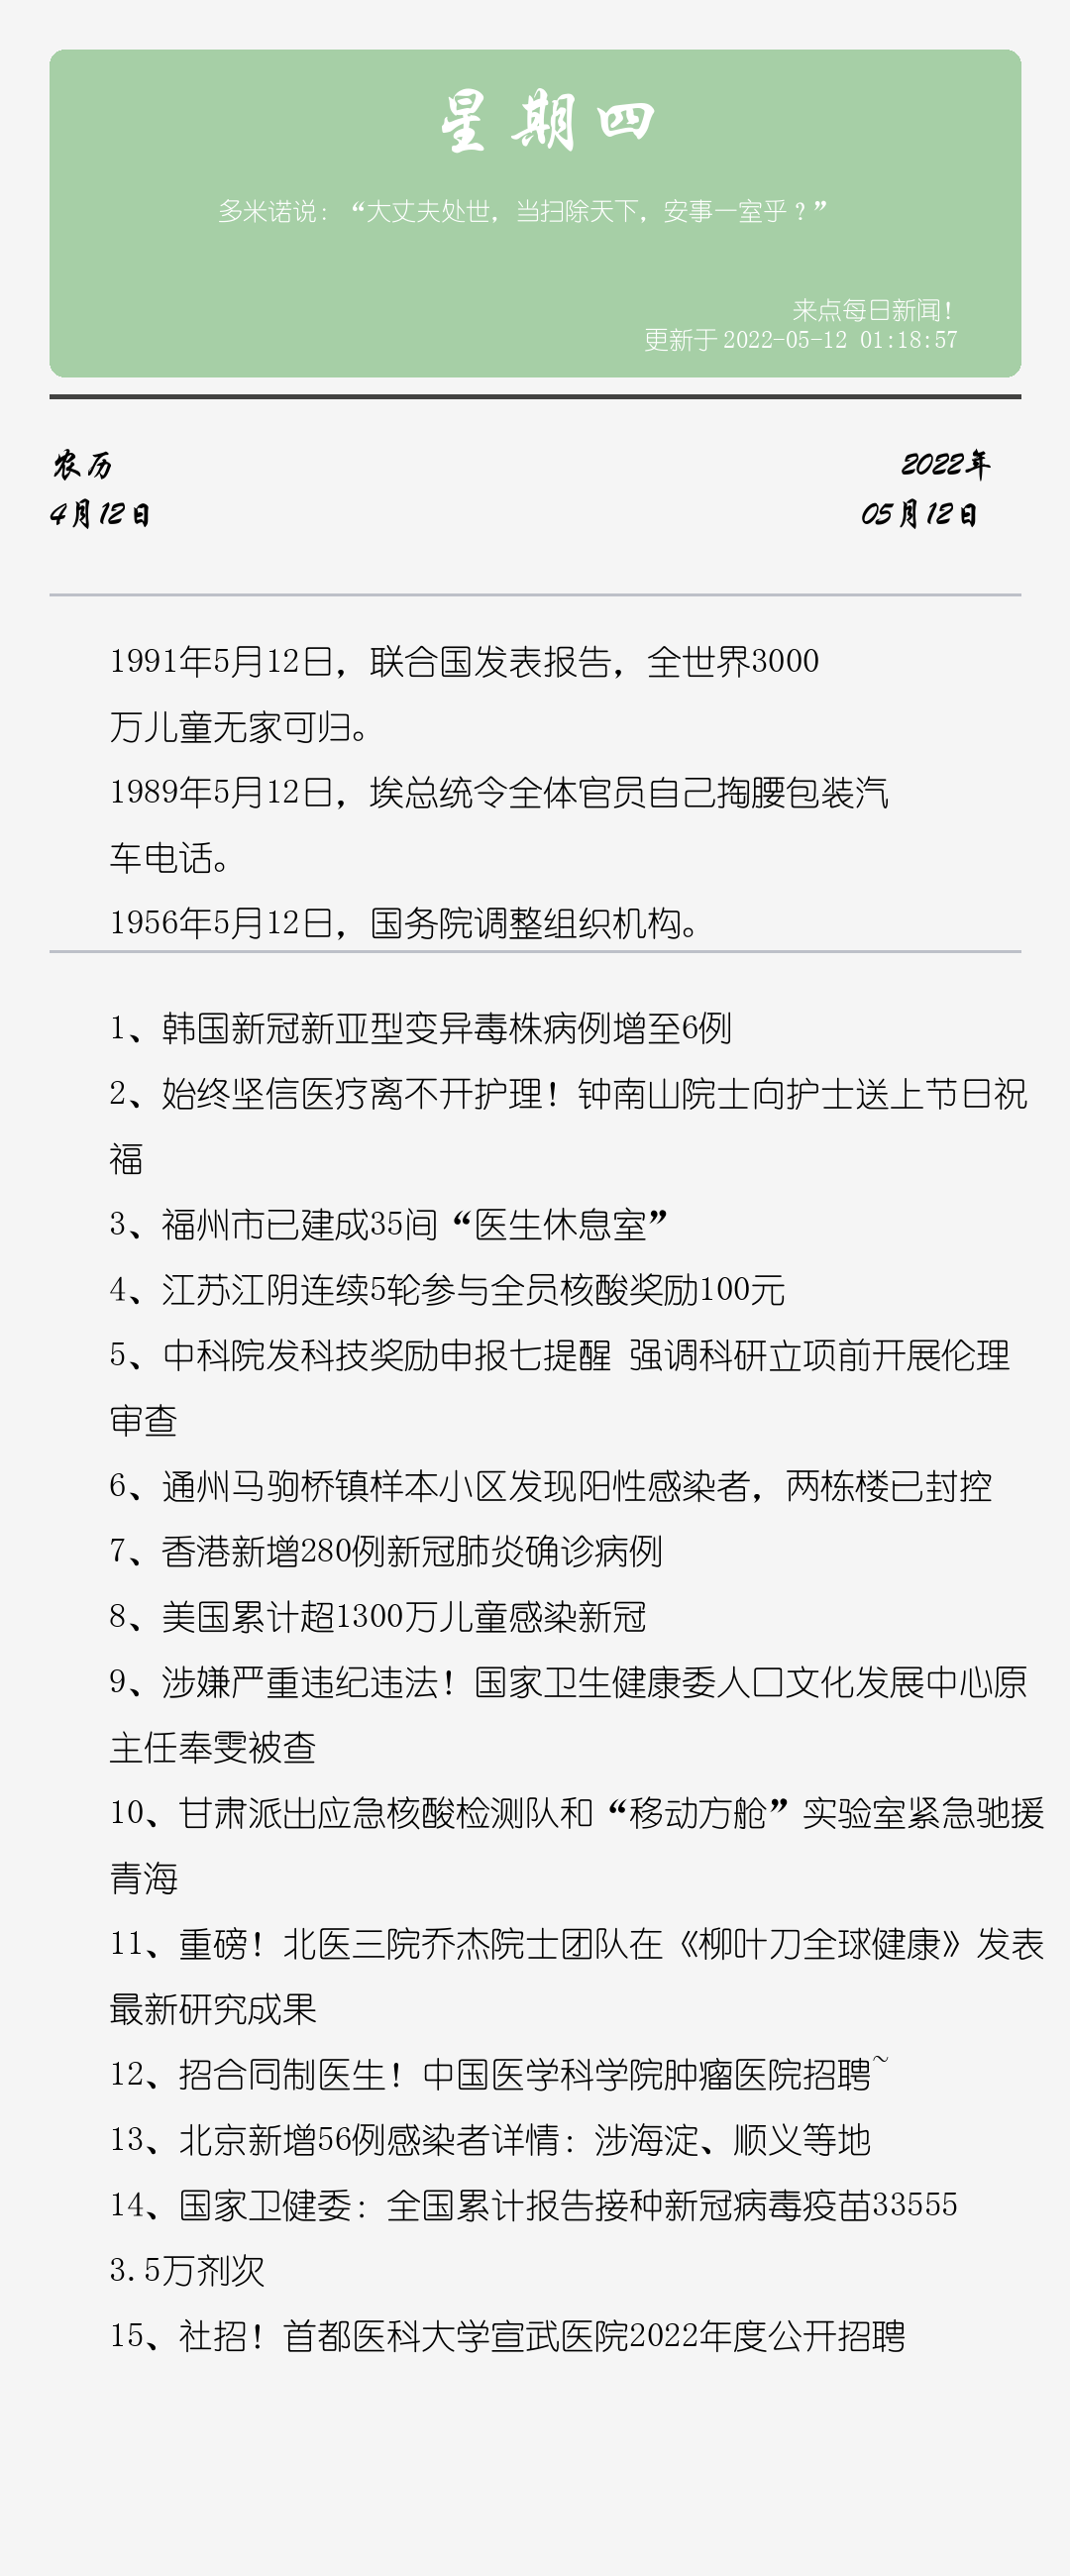 星期四
多米诺说：“大丈夫处世，当扫除天下，安事一室乎？”
来点每日新闻！
更新于 2022-05-12 01:18:57
农历
4月12日
2022年
05月12日
1991年5月12日，联合国发表报告，全世界3000
万儿童无家可归。
1989年5月12日，埃总统令全体官员自己掏腰包装汽
车电话。
1956年5月12日，国务院调整组织机构。
1、韩国新冠新亚型变异毒株病例增至6例
2、始终坚信医疗离不开护理！钟南山院士向护士送上节日祝
福
3、福州市已建成35间“医生休息室”
4、江苏江阴连续5轮参与全员核酸奖励100元
5、中科院发科技奖励申报七提醒 强调科研立项前开展伦理
审查
6、通州马驹桥镇样本小区发现阳性感染者，两栋楼已封控
7、香港新增280例新冠肺炎确诊病例
8、美国累计超1300万儿童感染新冠
9、涉嫌严重违纪违法！国家卫生健康委人口文化发展中心原
主任奉雯被查
10、甘肃派出应急核酸检测队和“移动方舱”实验室紧急驰援
青海
11、重磅！北医三院乔杰院士团队在《柳叶刀全球健康》发表
最新研究成果
12、招合同制医生！中国医学科学院肿瘤医院招聘~
13、北京新增56例感染者详情：涉海淀、顺义等地
14、国家卫健委：全国累计报告接种新冠病毒疫苗33555
3.5万剂次
15、社招！首都医科大学宣武医院2022年度公开招聘